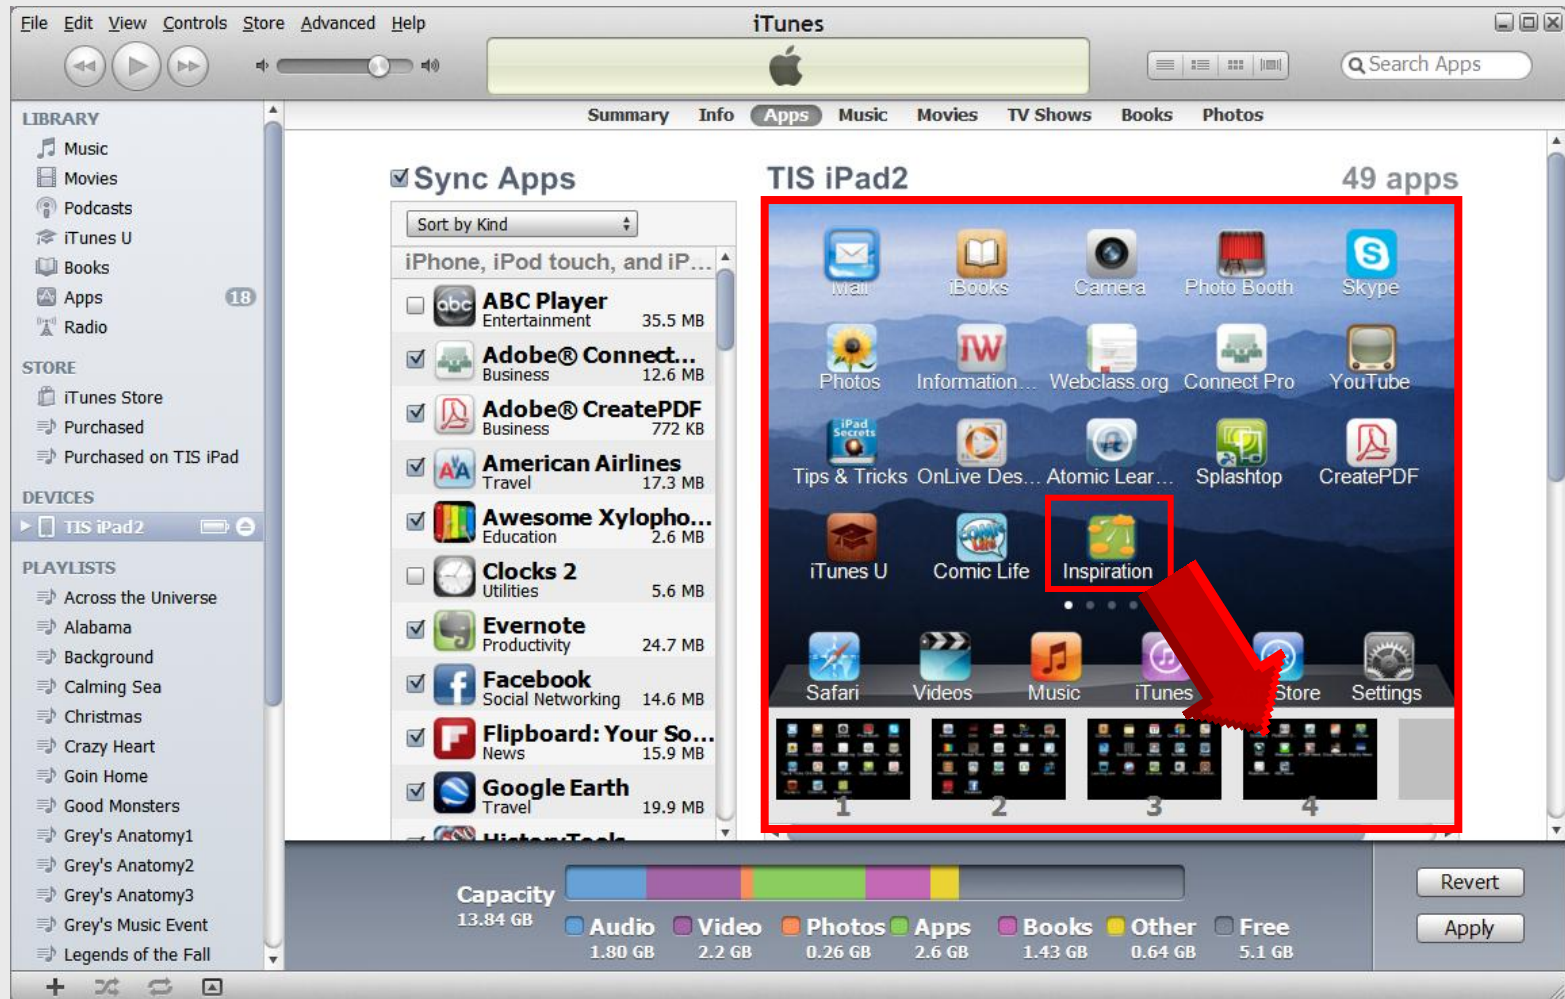 File Edit View Controls Store Advanced Help
iTunes
Search Apps
LIBRARY
Music
Movies
Podcasts
iTunes U
Books
Apps 18
Radio
STORE
iTunes Store
Purchased
Purchased on TIS iPad
DEVICES
TIS iPad2
PLAYLISTS
Across the Universe
Alabama
Background
Calming Sea
Christmas
Crazy Heart
Goin Home
Good Monsters
Grey's Anatomy1
Grey's Anatomy2
Grey's Anatomy3
Grey's Music Event
Legends of the Fall
Summary Info Apps Music Movies TV Shows Books Photos
Sync Apps
Sort by Kind
iPhone, iPod touch, and iP...
abc
ABC Player
Entertainment 35.5 MB
Adobe® Connect...
Business 12.6 MB
Adobe® CreatePDF
Business 772 KB
AA
American Airlines
Travel 17.3 MB
Awesome Xylopho...
Education 2.6 MB
Clocks 2
Utilities 5.6 MB
Evernote
Productivity 24.7 MB
Facebook
Social Networking 14.6 MB
Flipboard: Your So...
News 15.9 MB
Google Earth
Travel 19.9 MB
HistoryTools
TIS iPad2
49 apps
Mail iBooks Camera Photo Booth Skype
IW
Photos Information... Webclass.org Connect Pro YouTube
iPad Secrets
Tips & Tricks OnLive Des... Atomic Lear... Splashtop CreatePDF
COMIC Life
iTunes U Comic Life Inspiration
Safari Videos Music iTunes Store Settings
1 2 3 4
Capacity
13.84 GB
Audio Video Photos Apps Books Other Free
1.80 GB 2.2 GB 0.26 GB 2.6 GB 1.43 GB 0.64 GB 5.1 GB
Revert
Apply